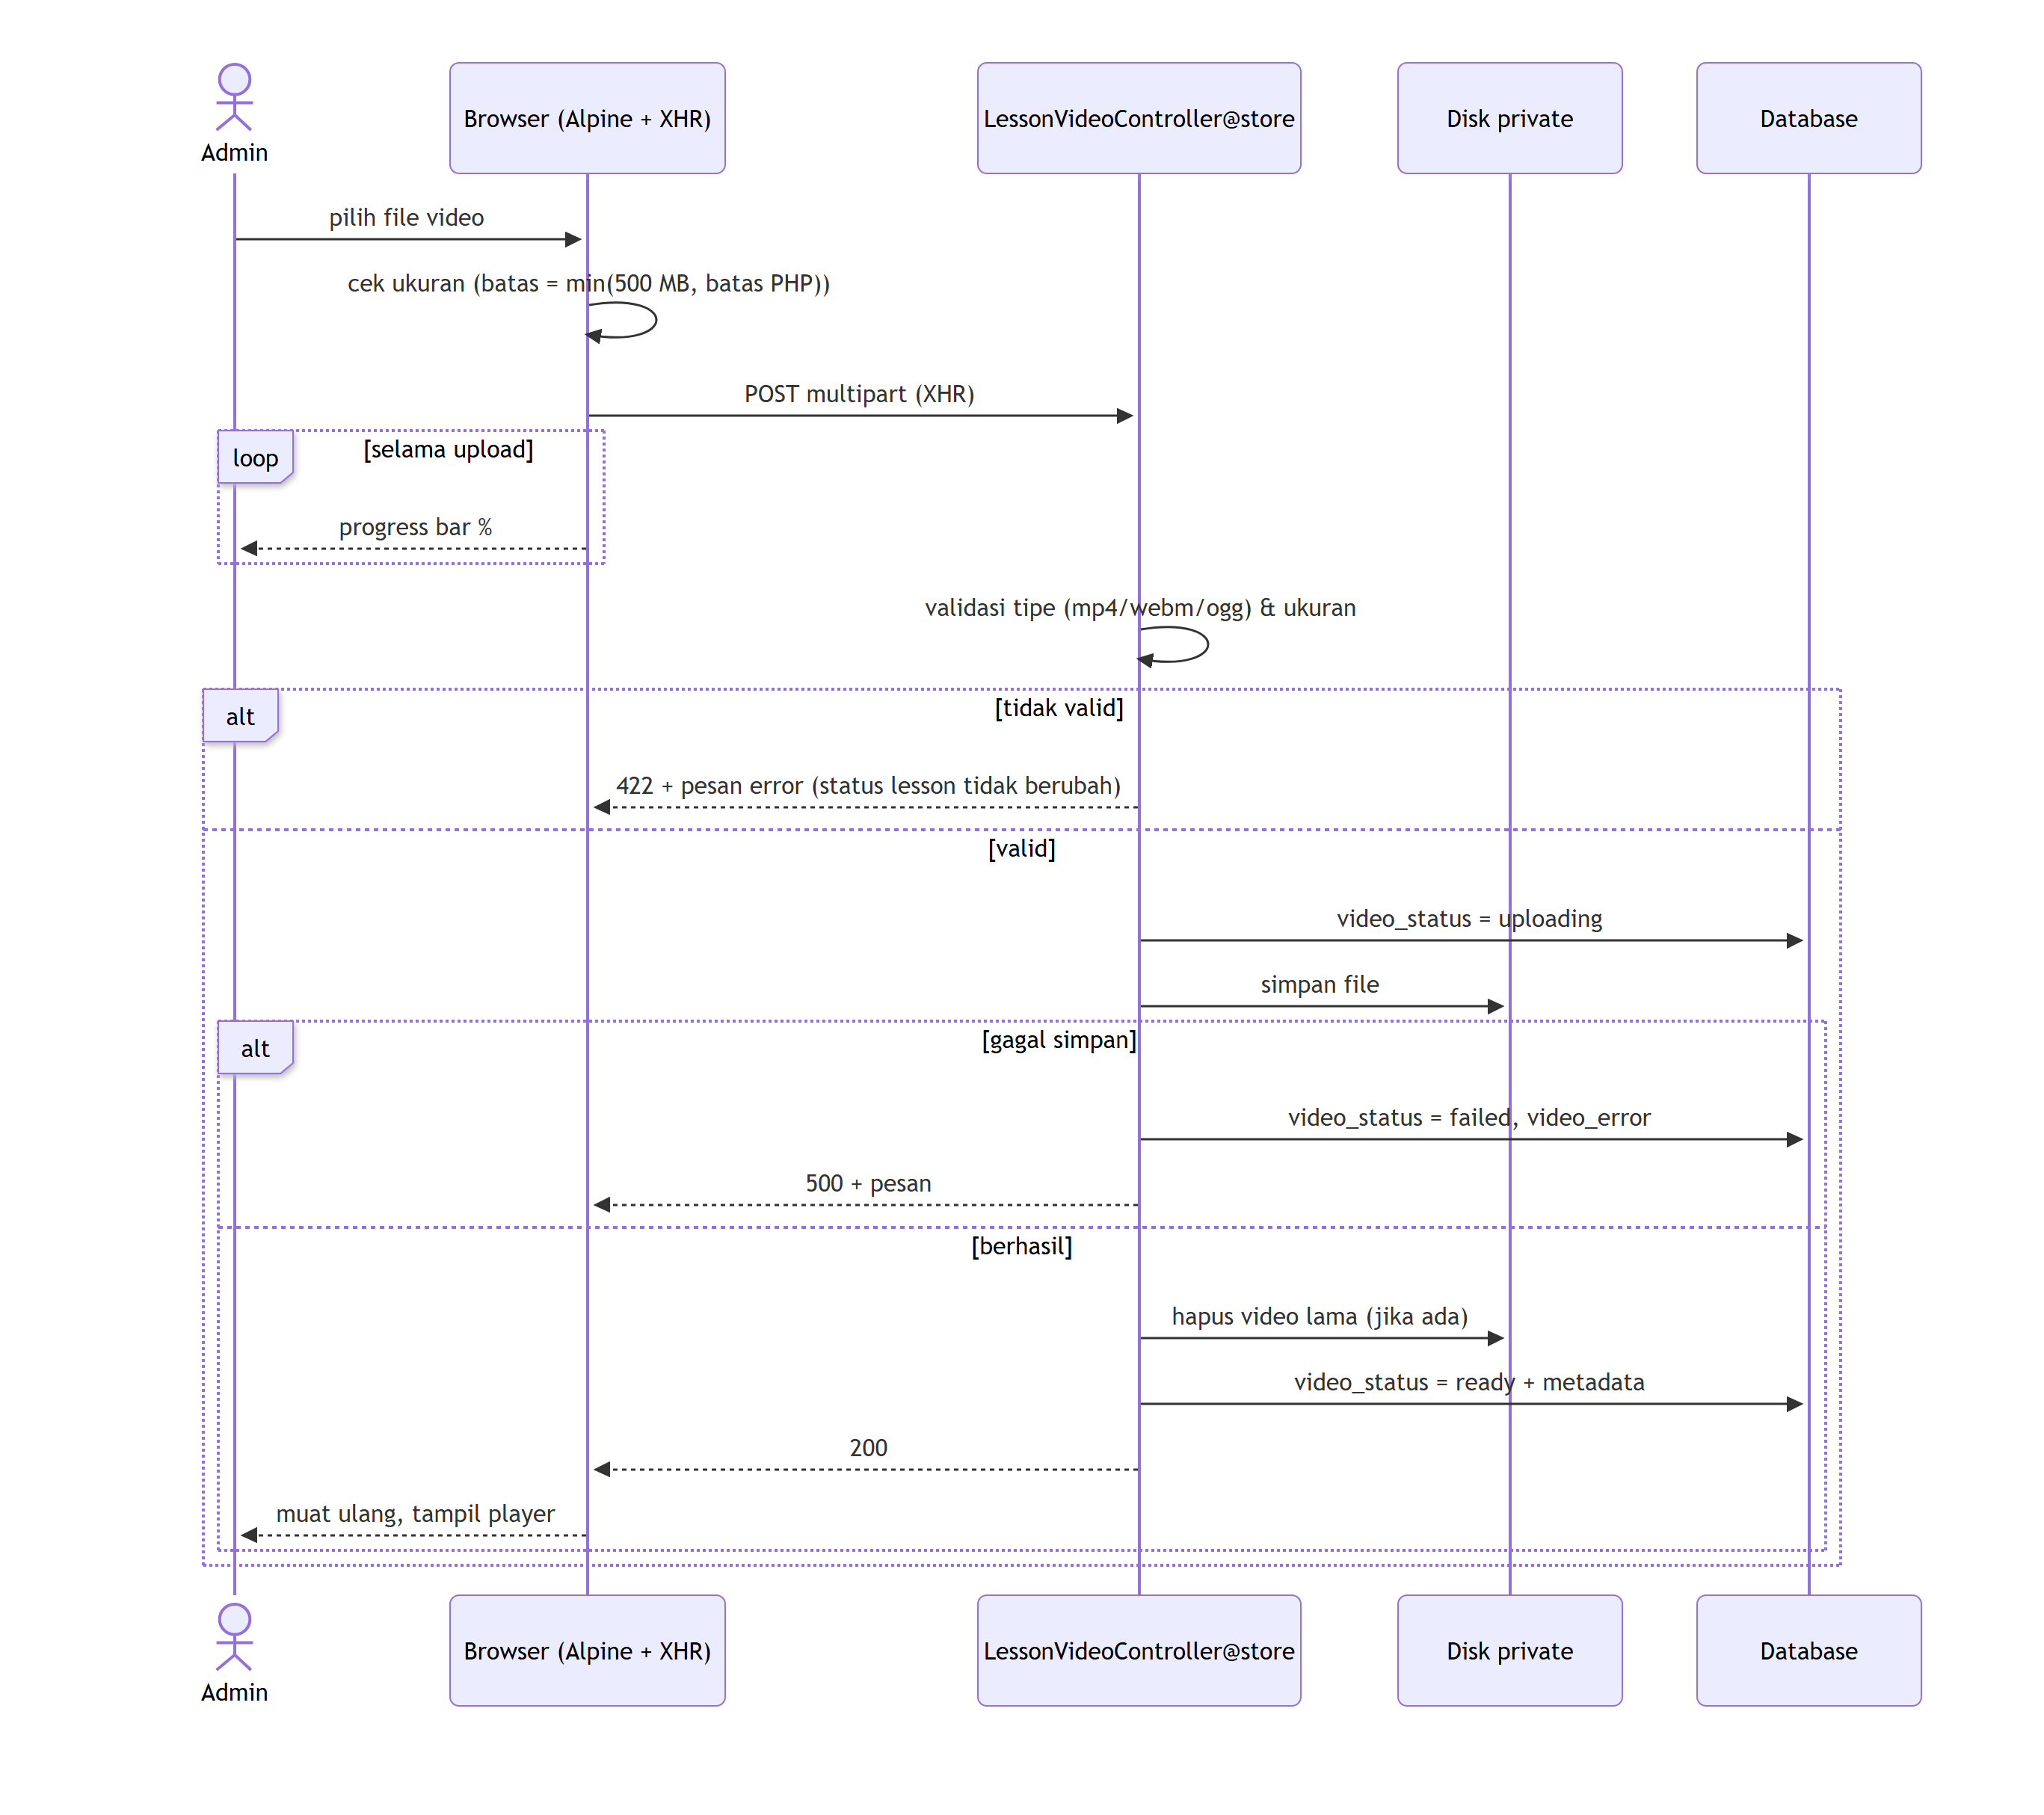 Admin
Browser (Alpine + XHR)
LessonVideoController@store
Disk private
Database
pilih file video
cek ukuran (batas = min(500 MB, batas PHP))
POST multipart (XHR)
loop
[selama upload]
progress bar %
validasi tipe (mp4/webm/ogg) & ukuran
alt
[tidak valid]
422 + pesan error (status lesson tidak berubah)
[valid]
video_status = uploading
simpan file
alt
[gagal simpan]
video_status = failed, video_error
500 + pesan
[berhasil]
hapus video lama (jika ada)
video_status = ready + metadata
200
muat ulang, tampil player
Admin
Browser (Alpine + XHR)
LessonVideoController@store
Disk private
Database